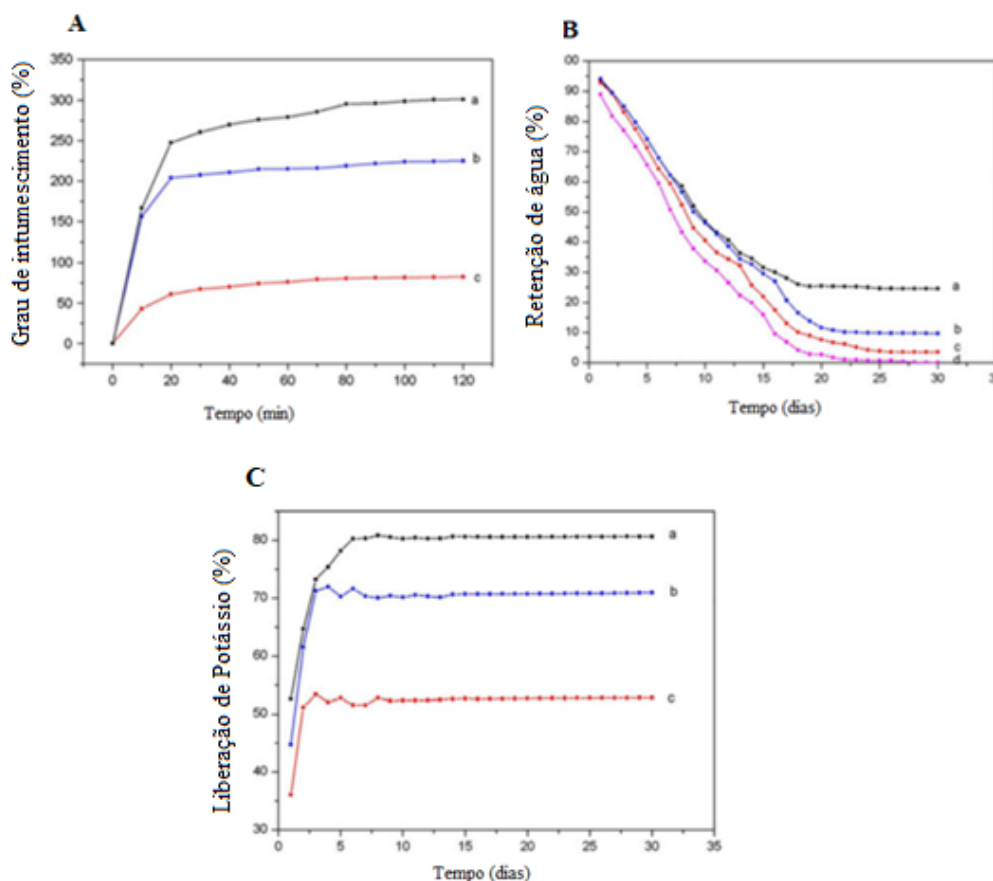 A
Grau de intumescimento (%)
350
300
250
200
150
100
50
0
a
b
c
0 20 40 60 80 100 120
Tempo (min)
B
Retenção de água (%)
00
90
80
70
60
50
40
30
20
10
0
a
b
c
d
0 5 10 15 20 25 30 35
Tempo (dias)
C
Liberação de Potássio (%)
80
70
60
50
40
30
a
b
c
0 5 10 15 20 25 30 35
Tempo (dias)